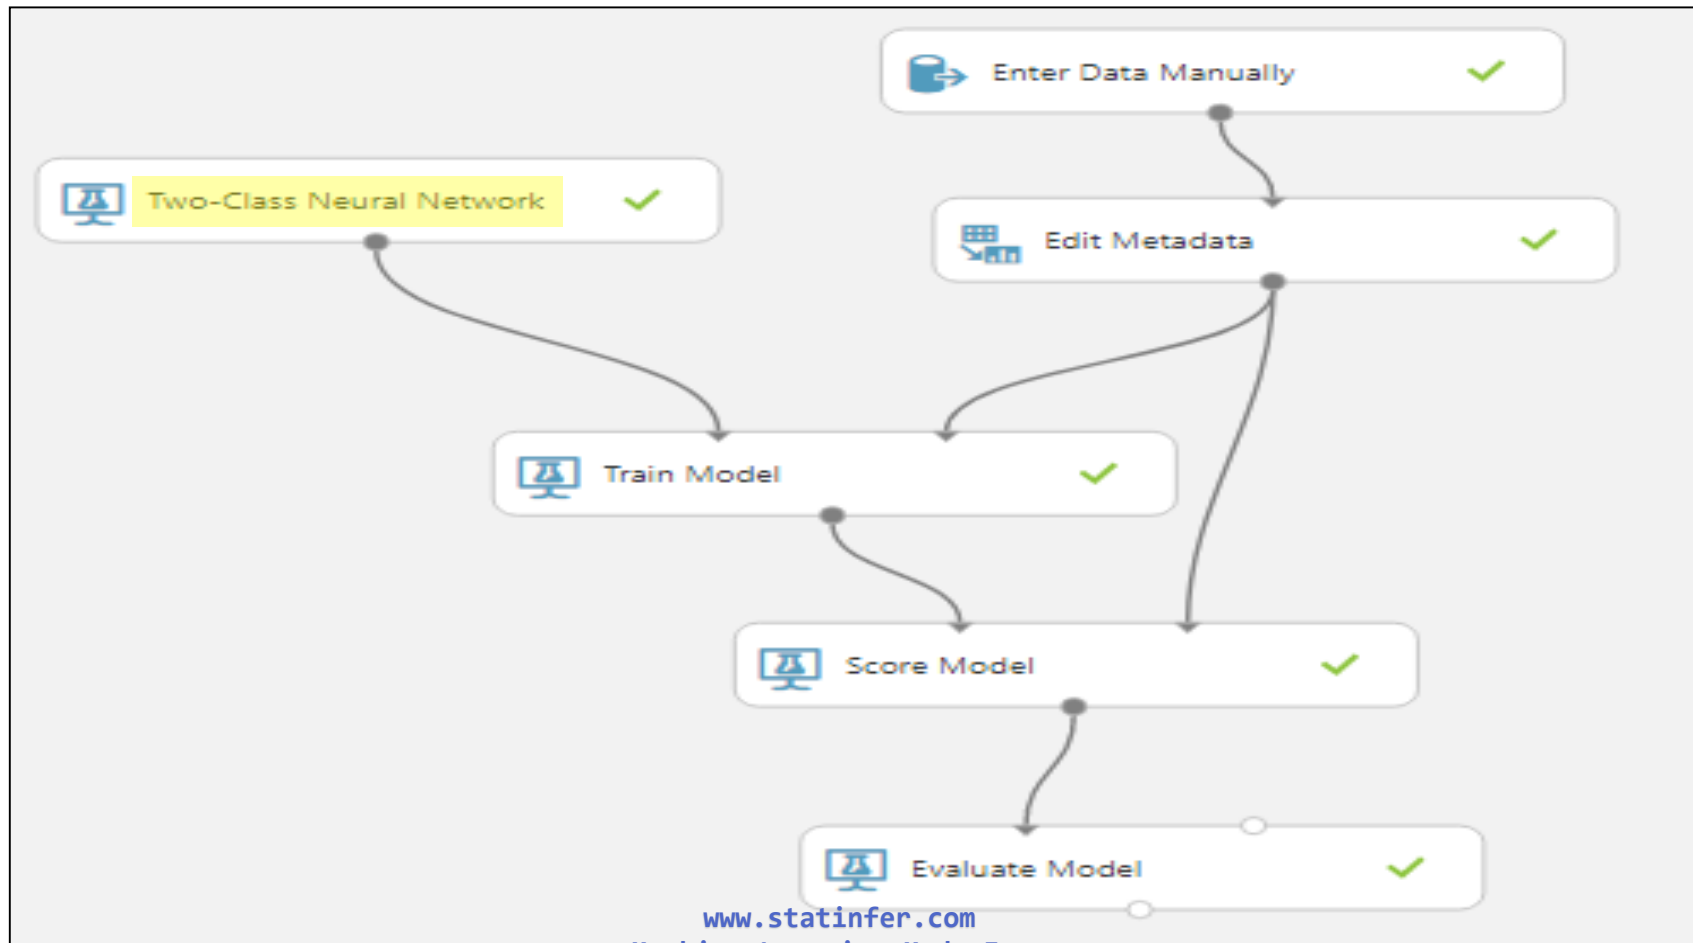 Enter Data Manually
Two-Class Neural Network
Edit Metadata
Train Model
Score Model
Evaluate Model
www.statinfer.com